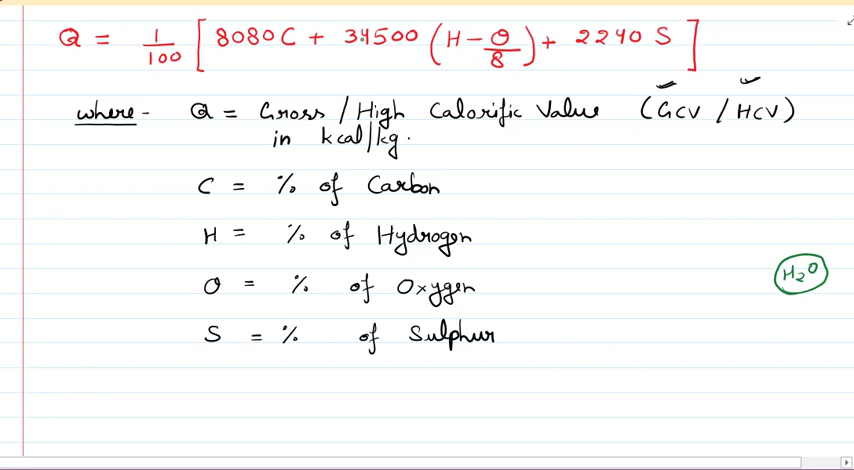 Q = 1/100 [ 8080 C + 34500 ( H - O/8 ) + 2240 S ]
where - Q = Gross / High Calorific Value (GCV / HCV)
in kcal/kg.
C = % of Carbon
H = % of Hydrogen
O = % of Oxygen
H₂O
S = % of Sulphur